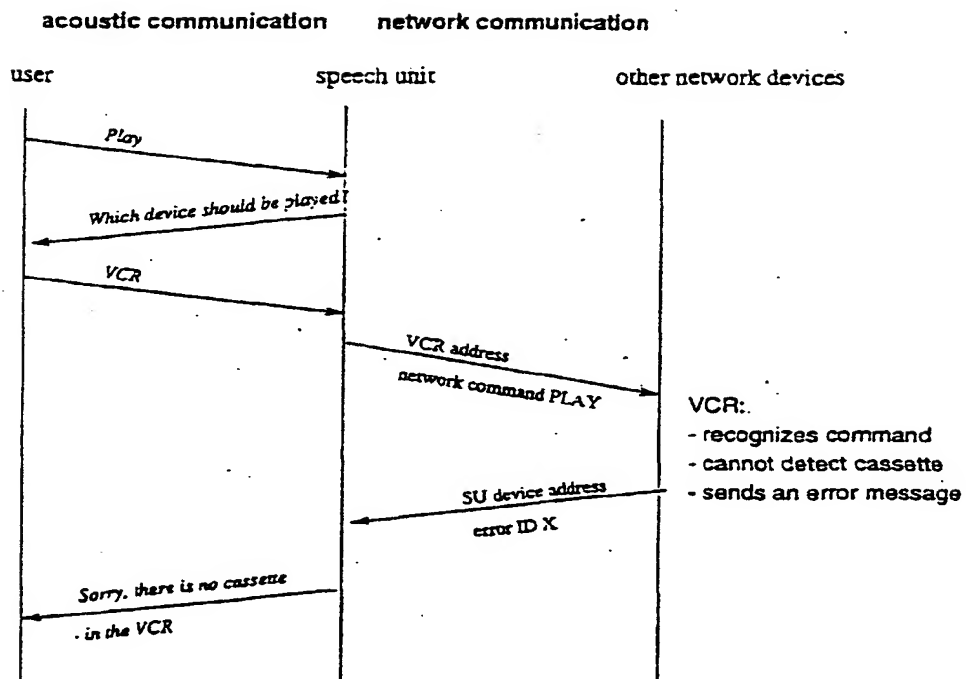 acoustic communication network communication
user speech unit other network devices
Play
Which device should be played?
VCR
VCR address
network command PLAY
VCR:
- recognizes command
- cannot detect cassette
- sends an error message
SU device address
error ID X
Sorry, there is no cassette
in the VCR